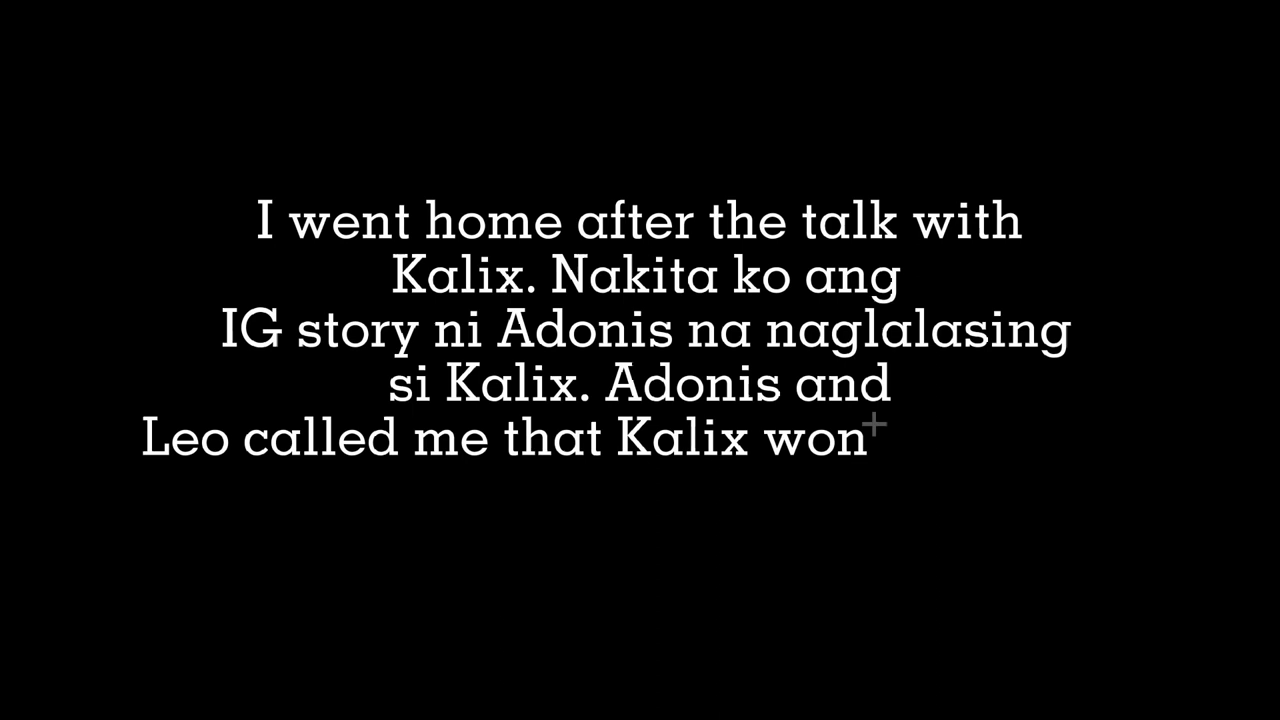 I went home after the talk with
Kalix. Nakita ko ang
IG story ni Adonis na naglalasing
si Kalix. Adonis and
Leo called me that Kalix won